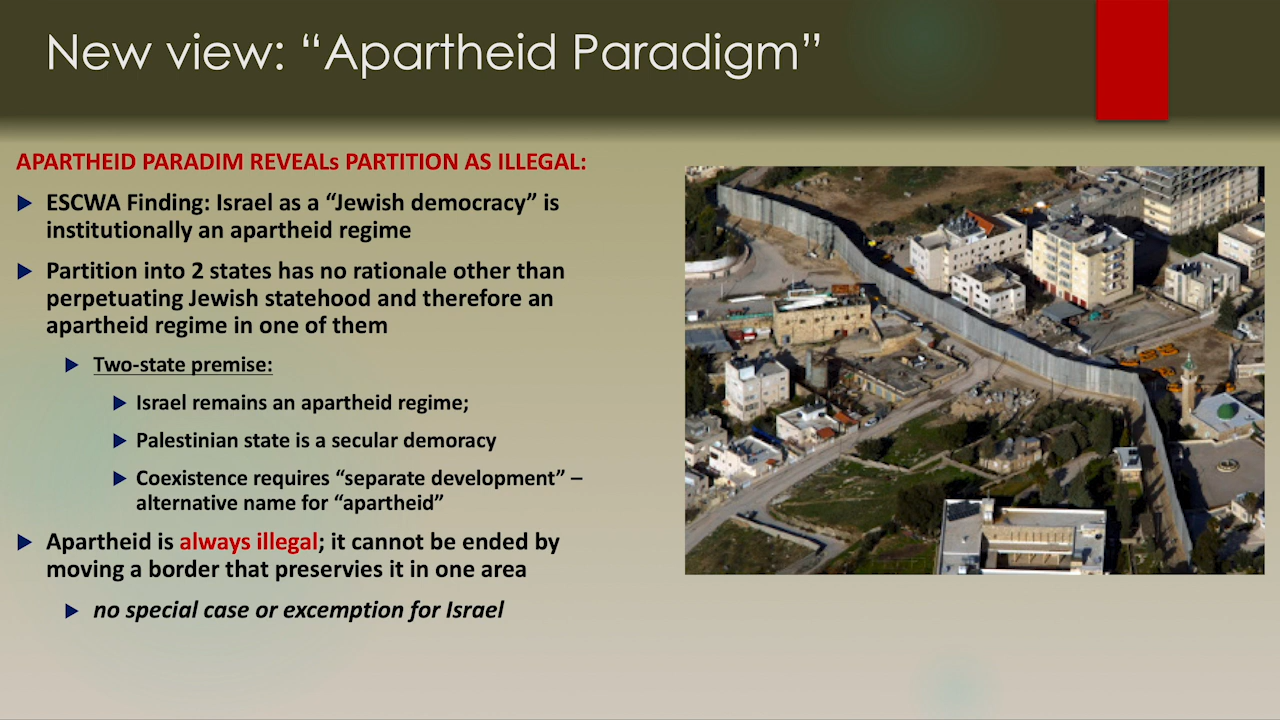 New view: “Apartheid Paradigm”
APARTHEID PARADIM REVEALs PARTITION AS ILLEGAL:
ESCWA Finding: Israel as a “Jewish democracy” is
institutionally an apartheid regime
Partition into 2 states has no rationale other than
perpetuating Jewish statehood and therefore an
apartheid regime in one of them
Two-state premise:
Israel remains an apartheid regime;
Palestinian state is a secular demoracy
Coexistence requires “separate development” –
alternative name for “apartheid”
Apartheid is always illegal; it cannot be ended by
moving a border that preservies it in one area
no special case or excemption for Israel